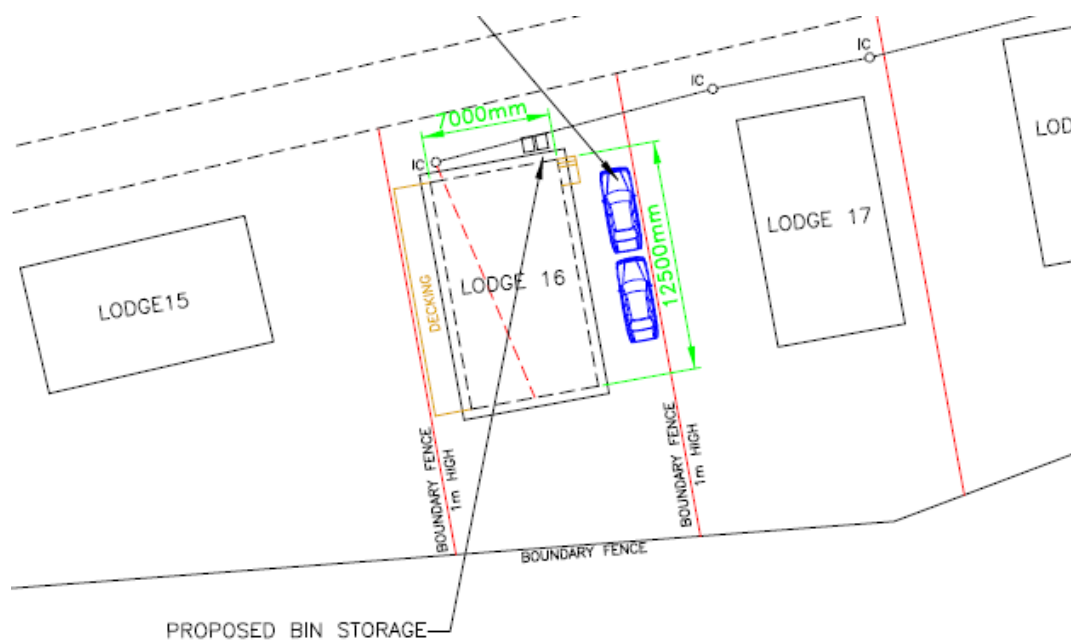 IC
IC
7000mm
IC
LODGE 17
LOD
LODGE 16
12500mm
LODGE15
DECKING
BOUNDARY FENCE
1m HIGH
BOUNDARY FENCE
1m HIGH
BOUNDARY FENCE
PROPOSED BIN STORAGE